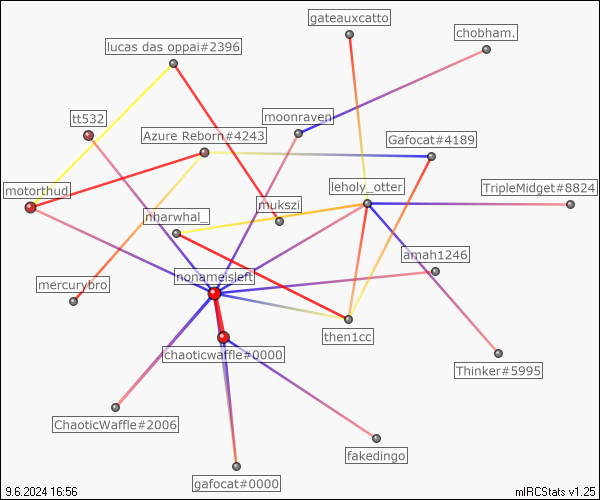 gateauxcatto
chobham.
lucas das oppai#2396
tt532
moonraven
Azure Reborn#4243
Gafocat#4189
motorthud_
leholy_otter
TripleMidget#8824
nharwhal_
mukszi
amah1246
nonameisleft
mercurybro
then1cc
chaoticwaffle#0000
Thinker#5995
ChaoticWaffle#2006
fakedingo
gafocat#0000
9.6.2024 16:56
mIRCStats v1.25